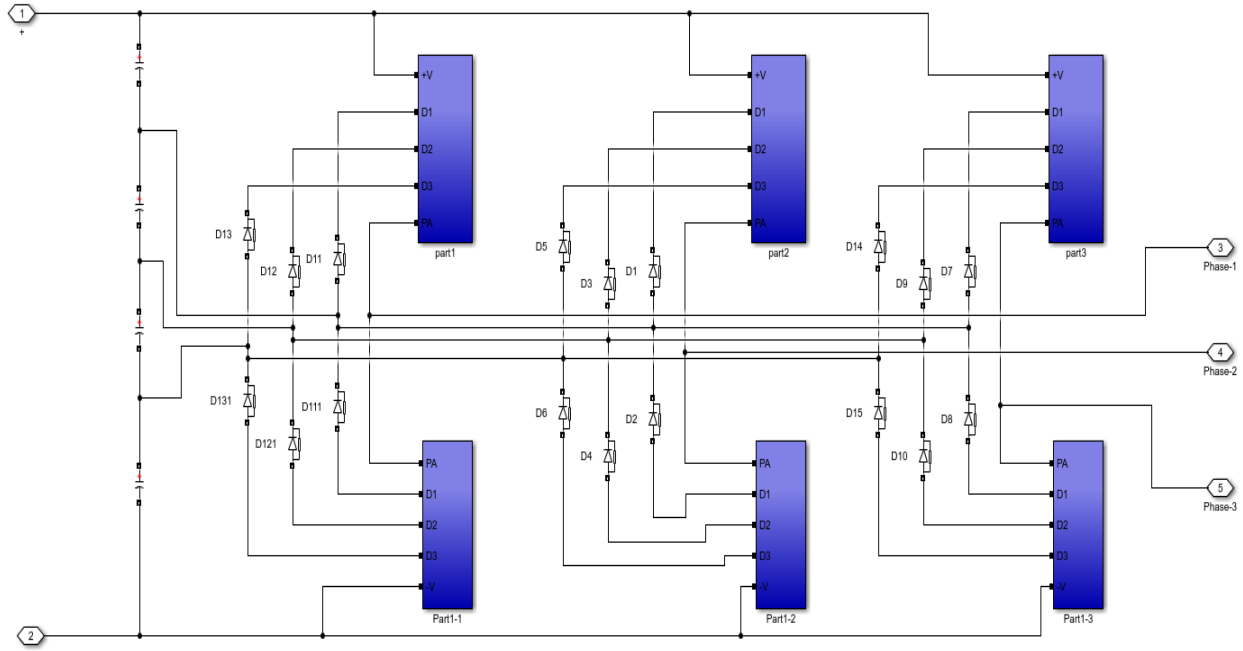 1
+
+V
+V
+V
D1
D1
D1
D2
D2
D2
D3
D3
D3
PA
PA
PA
D13
D12
D11
D5
D3
D1
D14
D9
D7
part1
part2
part3
3
Phase-1
4
Phase-2
D131
D121
D111
D6
D4
D2
D15
D10
D8
PA
PA
PA
D1
D1
D1
D2
D2
D2
D3
D3
D3
-V
-V
-V
5
Phase-3
Part1-1
Part1-2
Part1-3
2